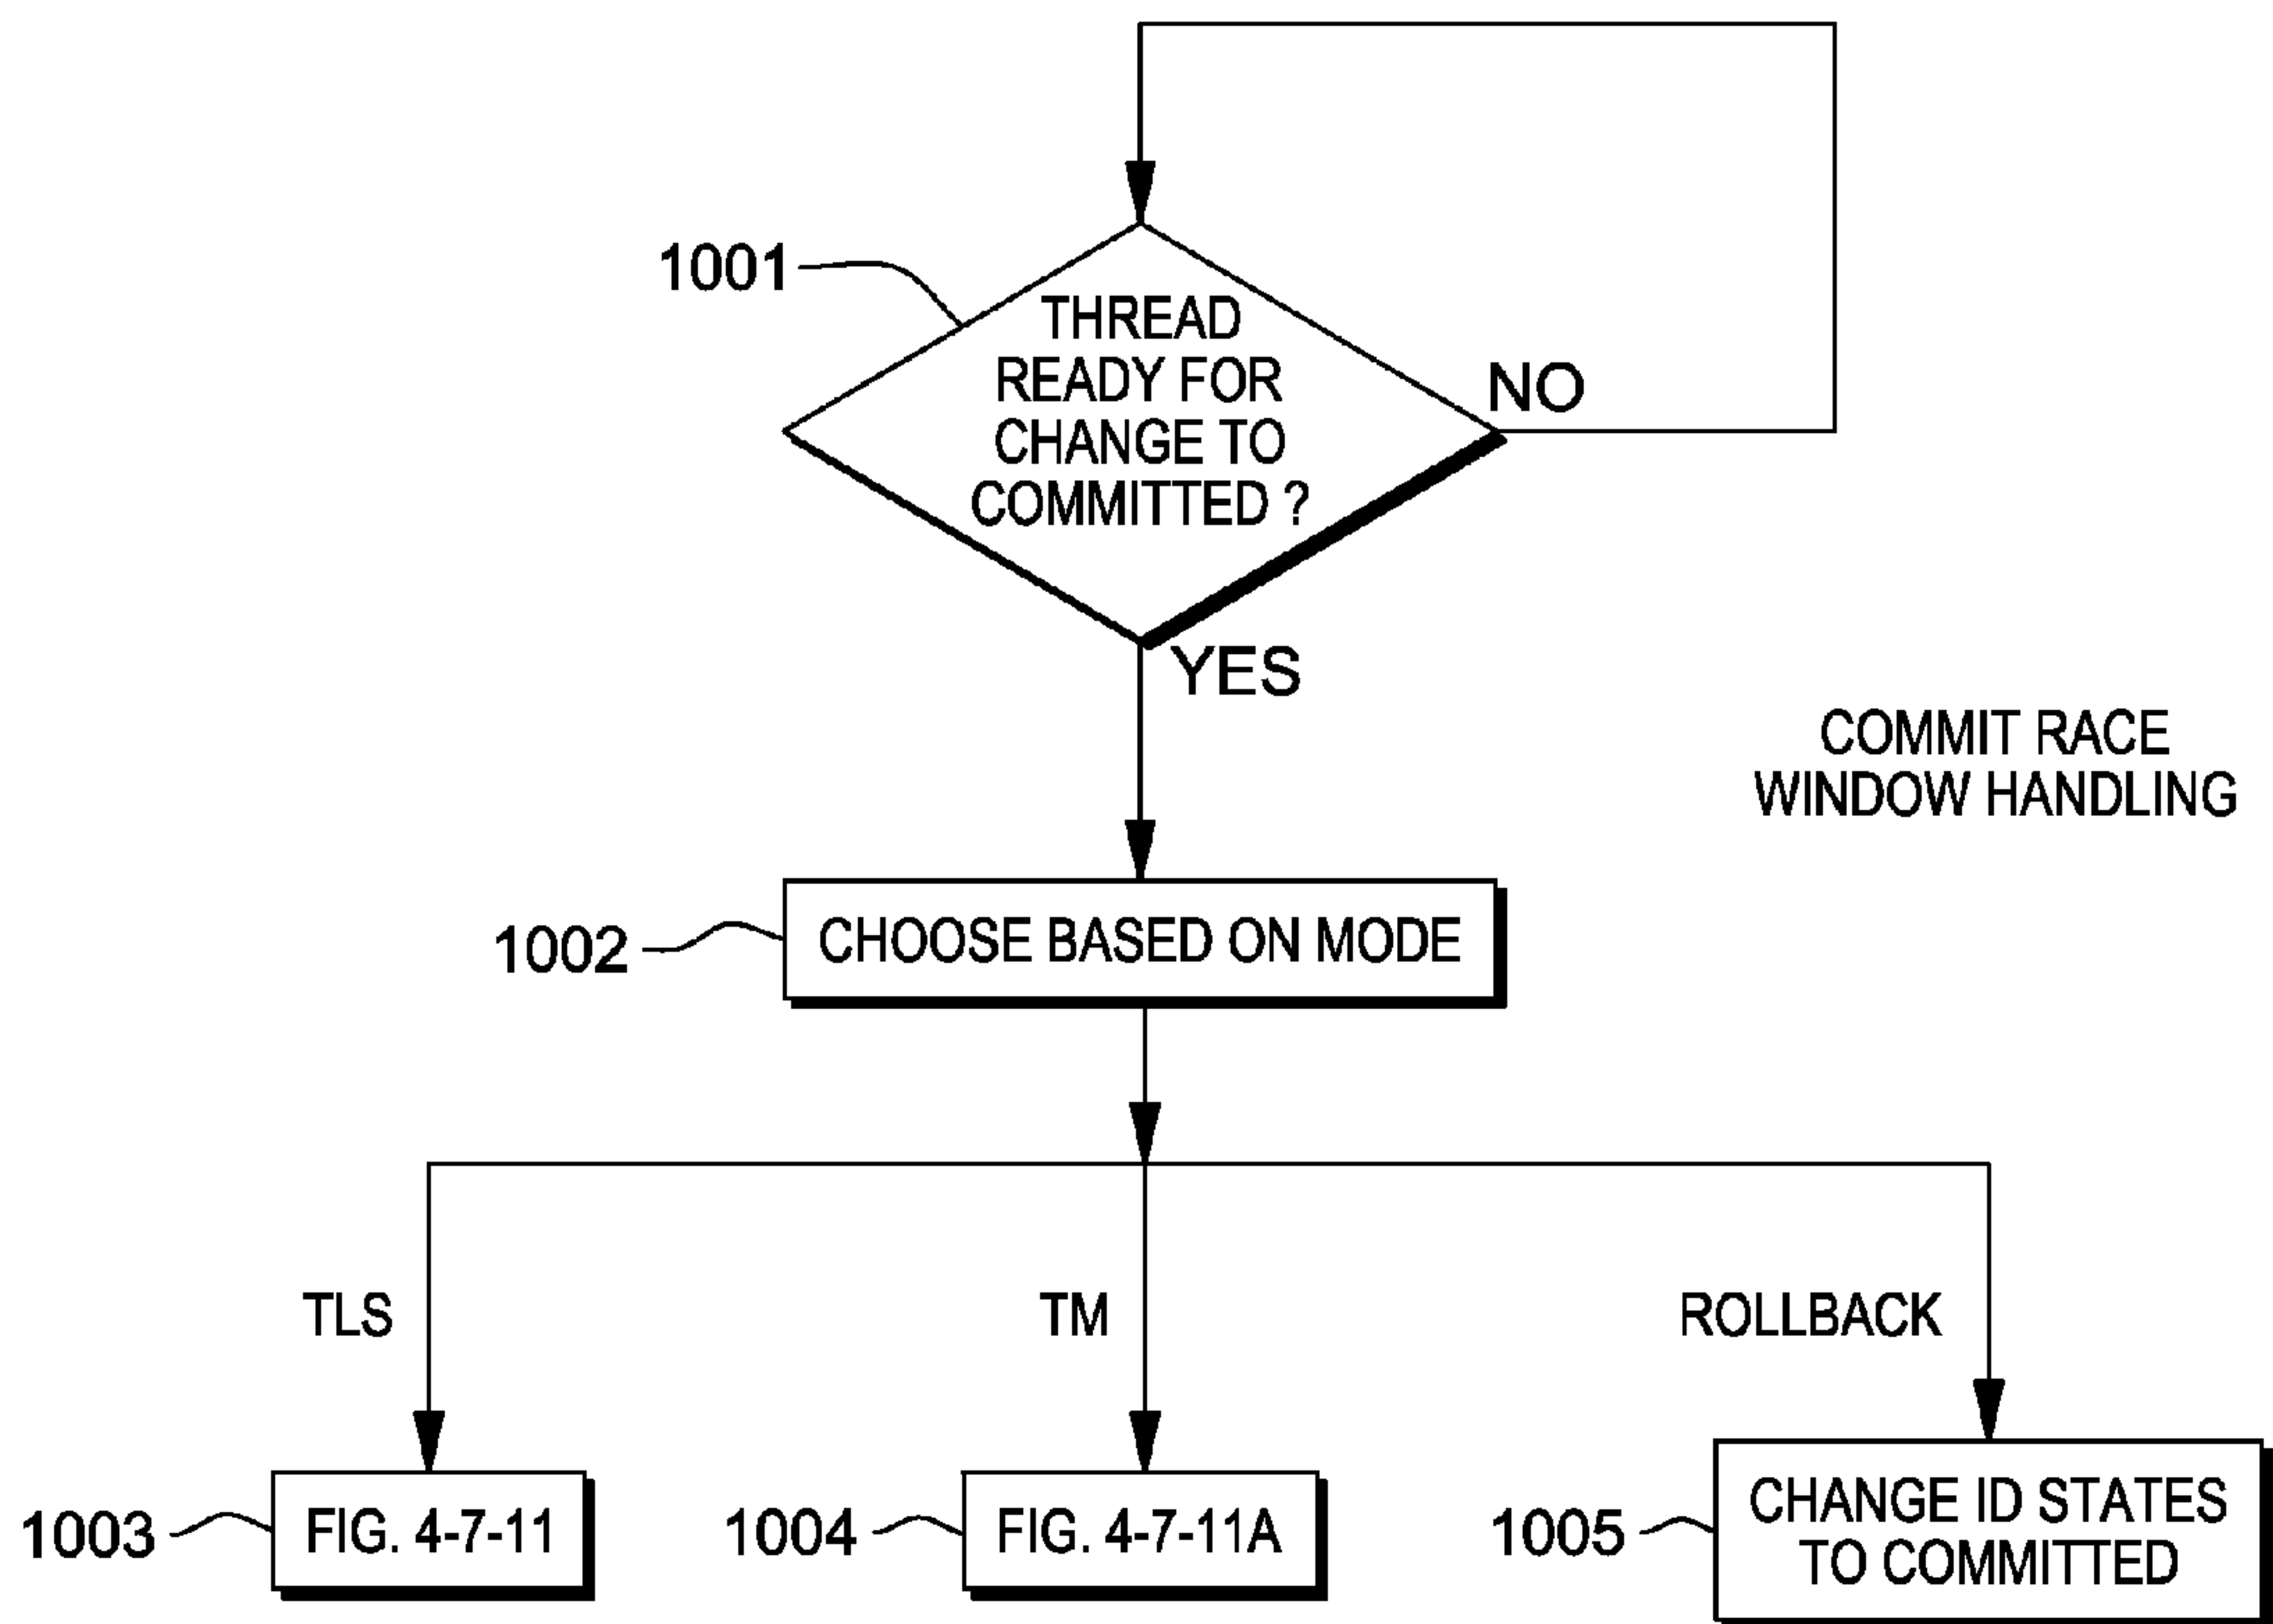 1001
THREAD
READY FOR
CHANGE TO
COMMITTED ?
NO
YES
COMMIT RACE
WINDOW HANDLING
1002
CHOOSE BASED ON MODE
TLS
TM
ROLLBACK
1003
FIG. 4-7-11
1004
FIG. 4-7-11A
1005
CHANGE ID STATES
TO COMMITTED